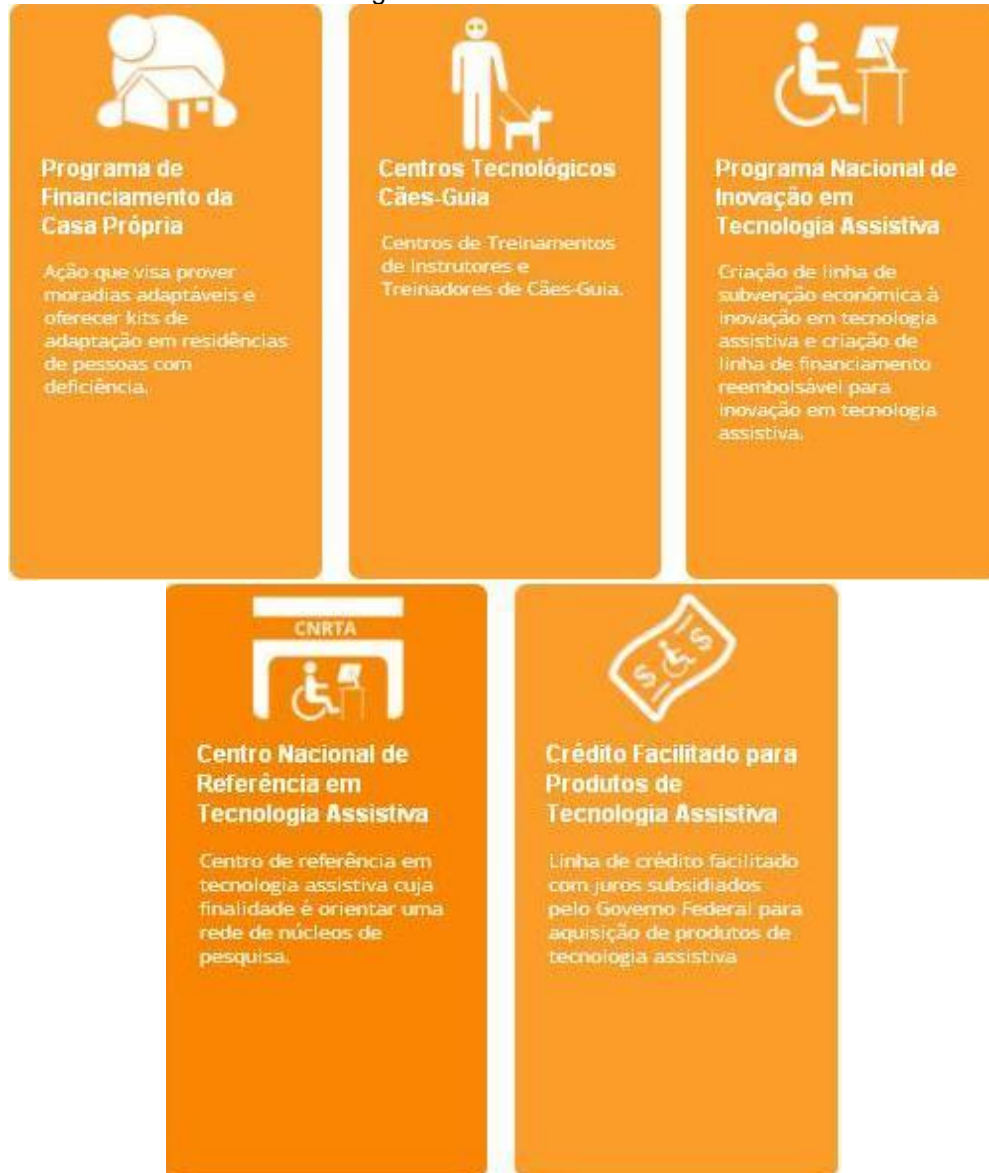 Programa de
Financiamento da
Casa Própria
Ação que visa prover
moradias adaptáveis e
oferecer kits de
adaptação em residências
de pessoas com
deficiência.
Centros Tecnológicos
Cães-Guia
Centros de Treinamentos
de Instrutores e
Treinadores de Cães-Guia.
Programa Nacional de
Inovação em
Tecnologia Assistiva
Criação de linha de
subvenção econômica à
inovação em tecnologia
assistiva e criação de
linha de financiamento
reembolsável para
inovação em tecnologia
assistiva.
CNRTA
Centro Nacional de
Referência em
Tecnologia Assistiva
Centro de referência em
tecnologia assistiva cuja
finalidade é orientar uma
rede de núcleos de
pesquisa.
$ $
Crédito Facilitado para
Produtos de
Tecnologia Assistiva
Linha de crédito facilitado
com juros subsidiados
pelo Governo Federal para
aquisição de produtos de
tecnologia assistiva